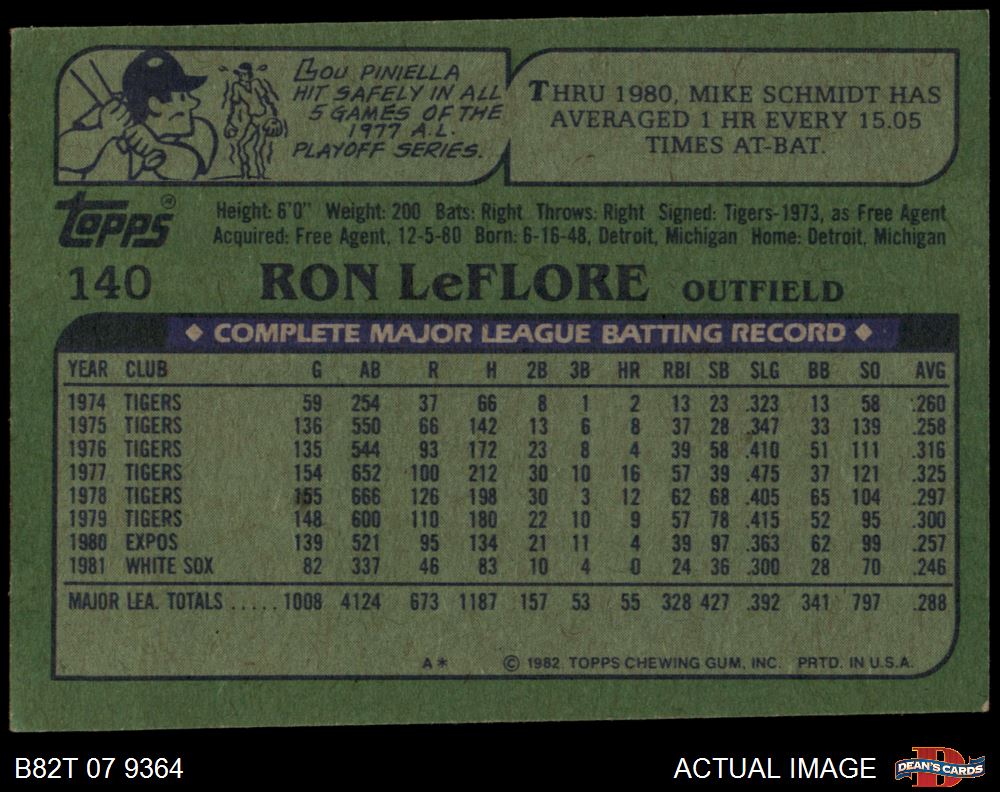 LOU PINIELLA
HIT SAFELY IN ALL
5 GAMES OF THE
1977 A.L.
PLAYOFF SERIES.
THRU 1980, MIKE SCHMIDT HAS
AVERAGED 1 HR EVERY 15.05
TIMES AT-BAT.
TOPPS®
Height: 6'0" Weight: 200 Bats: Right Throws: Right Signed: Tigers-1973, as Free Agent
Acquired: Free Agent, 12-5-80 Born: 6-16-48, Detroit, Michigan Home: Detroit, Michigan
140 RON LeFLORE OUTFIELD
◆ COMPLETE MAJOR LEAGUE BATTING RECORD ◆
YEAR CLUB G AB R H 2B 3B HR RBI SB SLG BB SO AVG
1974 TIGERS 59 254 37 66 8 1 2 13 23 .323 13 58 .260
1975 TIGERS 136 550 66 142 13 6 8 37 28 .347 33 139 .258
1976 TIGERS 135 544 93 172 23 8 4 39 58 .410 51 111 .316
1977 TIGERS 154 652 100 212 30 10 16 57 39 .475 37 121 .325
1978 TIGERS 155 666 126 198 30 3 12 62 68 .405 65 104 .297
1979 TIGERS 148 600 110 180 22 10 9 57 78 .415 52 95 .300
1980 EXPOS 139 521 95 134 21 11 4 39 97 .363 62 99 .257
1981 WHITE SOX 82 337 46 83 10 4 0 24 36 .300 28 70 .246
MAJOR LEA. TOTALS ..... 1008 4124 673 1187 157 53 55 328 427 .392 341 797 .288
A* © 1982 TOPPS CHEWING GUM, INC. PRTD. IN U.S.A.
B82T 07 9364
ACTUAL IMAGE
D
DEAN'S CARDS